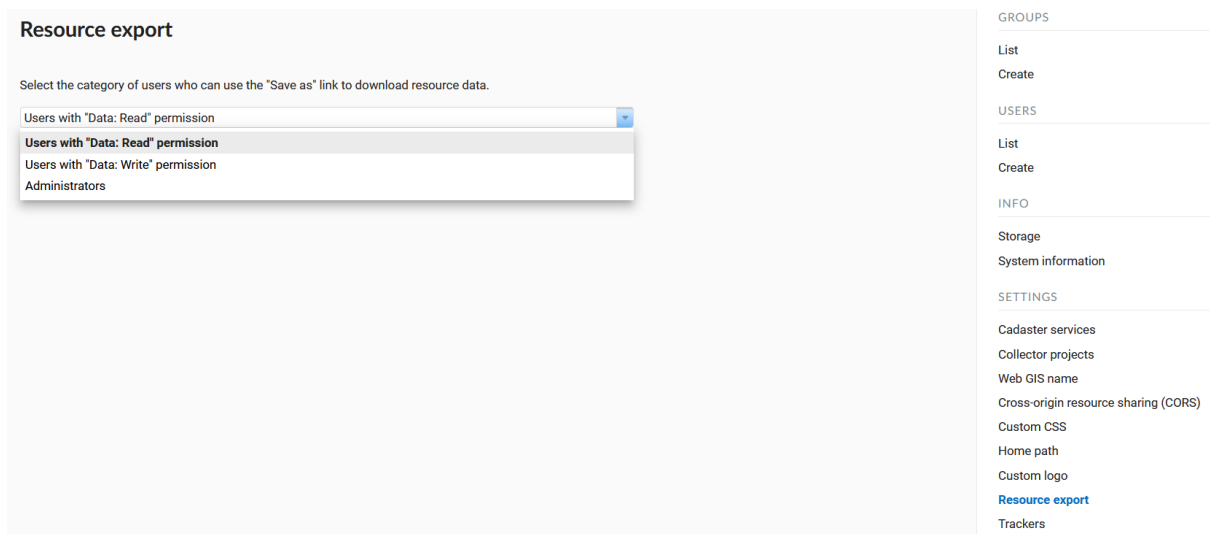 Resource export
Select the category of users who can use the "Save as" link to download resource data.
Users with "Data: Read" permission
Users with "Data: Read" permission
Users with "Data: Write" permission
Administrators
GROUPS
List
Create
USERS
List
Create
INFO
Storage
System information
SETTINGS
Cadaster services
Collector projects
Web GIS name
Cross-origin resource sharing (CORS)
Custom CSS
Home path
Custom logo
Resource export
Trackers